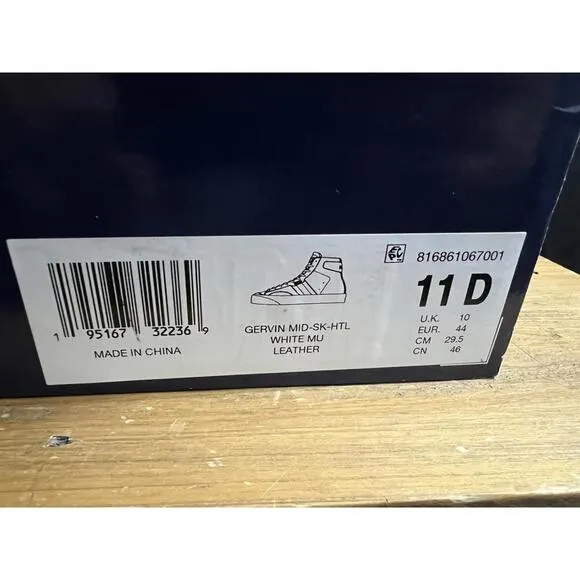 1 95167 32236 9
MADE IN CHINA
GERVIN MID-SK-HTL
WHITE MU
LEATHER
816861067001
11 D
U.K. 10
EUR. 44
CM 29.5
CN 46